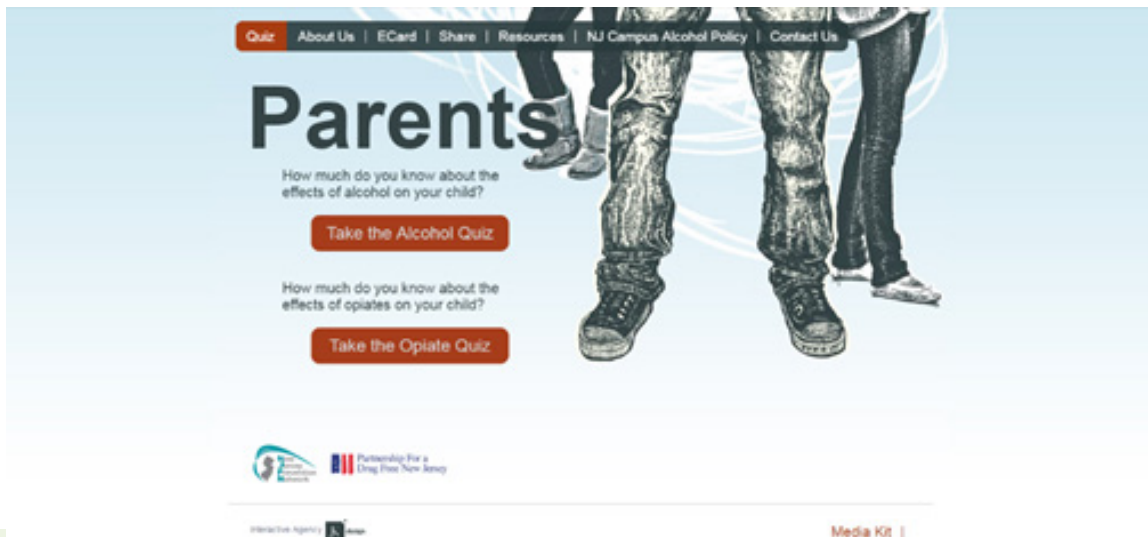 Quiz About Us | ECard | Share | Resources | NJ Campus Alcohol Policy | Contact Us
Parents
How much do you know about the
effects of alcohol on your child?
Take the Alcohol Quiz
How much do you know about the
effects of opiates on your child?
Take the Opiate Quiz
Partnership For a
Drug Free New Jersey
Interactive Agency
Media Kit |